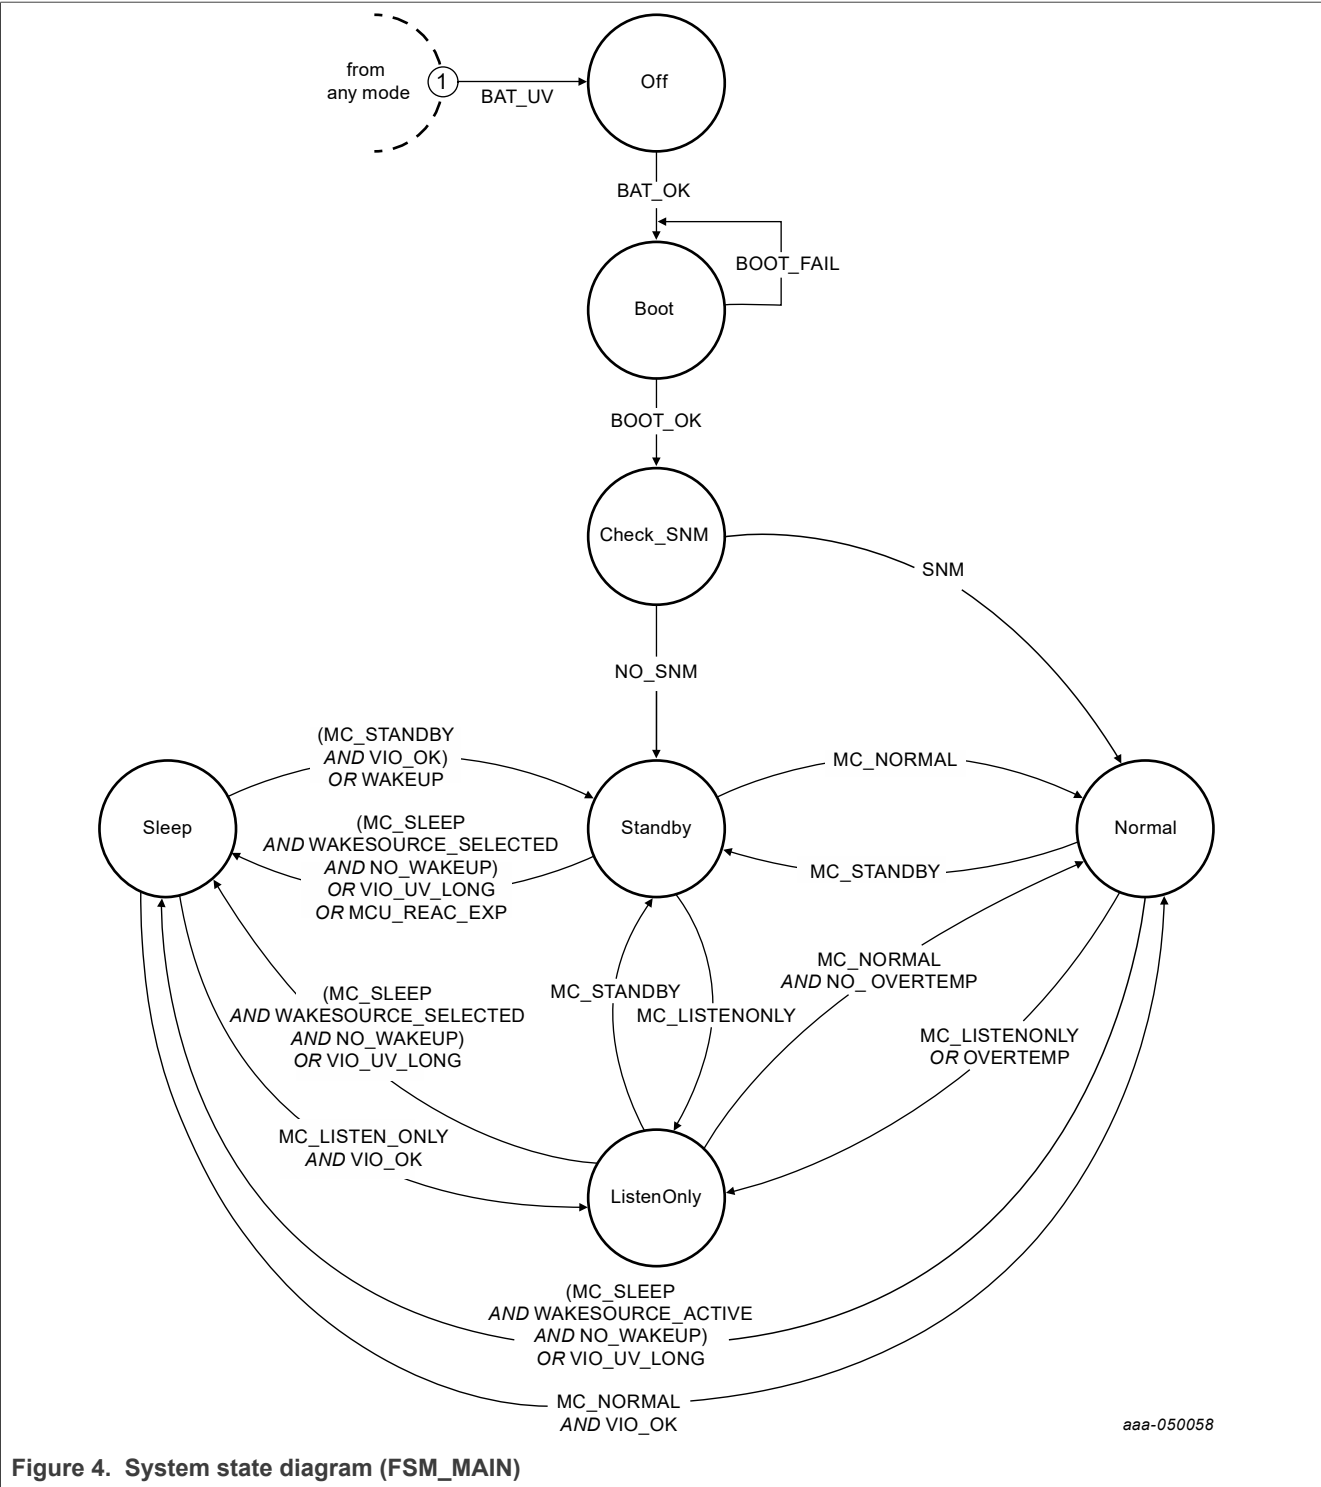 from
any mode
1
BAT_UV
Off
BAT_OK
BOOT_FAIL
Boot
BOOT_OK
Check_SNM
SNM
NO_SNM
(MC_STANDBY
AND VIO_OK)
OR WAKEUP
MC_NORMAL
Sleep
(MC_SLEEP
AND WAKESOURCE_SELECTED
AND NO_WAKEUP)
OR VIO_UV_LONG
OR MCU_REAC_EXP
Standby
Normal
MC_STANDBY
(MC_SLEEP
AND WAKESOURCE_SELECTED
AND NO_WAKEUP)
OR VIO_UV_LONG
MC_STANDBY
MC_LISTENONLY
MC_NORMAL
AND NO_ OVERTEMP
MC_LISTENONLY
OR OVERTEMP
MC_LISTEN_ONLY
AND VIO_OK
ListenOnly
(MC_SLEEP
AND WAKESOURCE_ACTIVE
AND NO_WAKEUP)
OR VIO_UV_LONG
MC_NORMAL
AND VIO_OK
aaa-050058
Figure 4. System state diagram (FSM_MAIN)